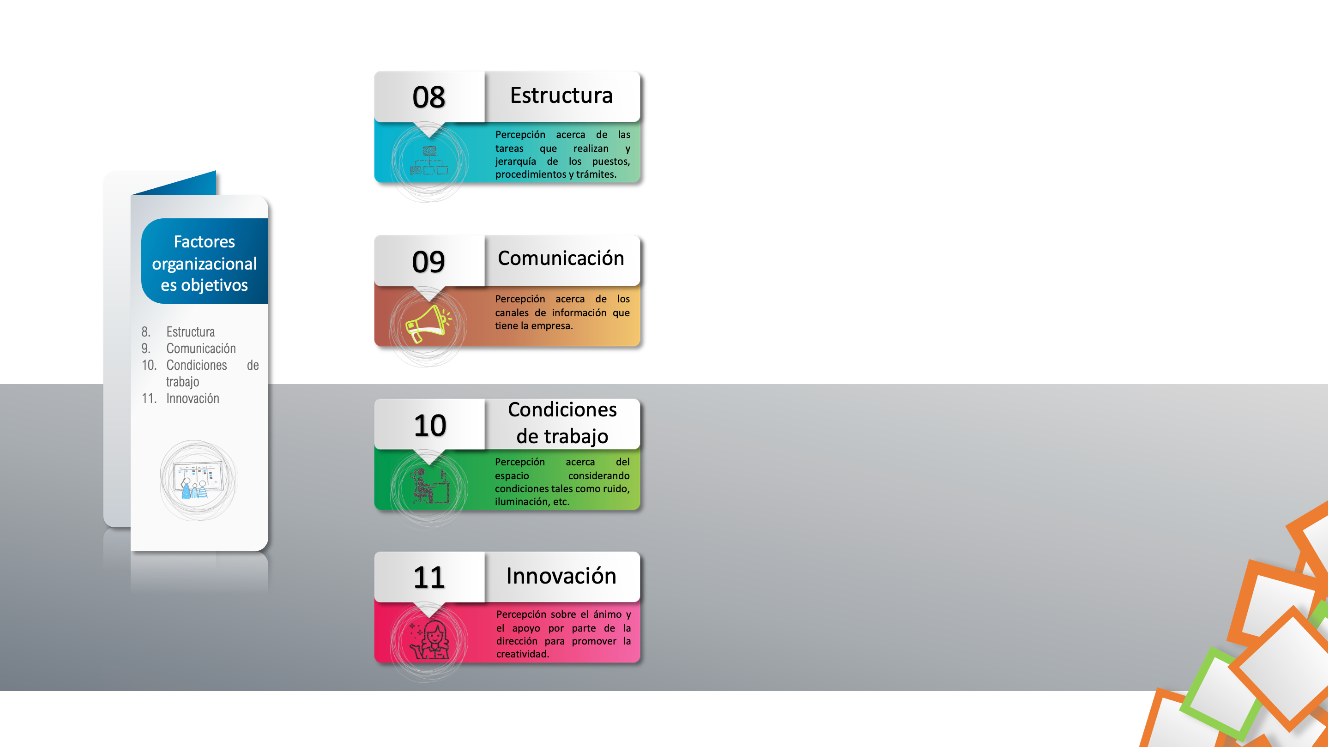 Factores
organizacional
es objetivos
8. Estructura
9. Comunicación
10. Condiciones de
trabajo
11. Innovación
08
Estructura
Percepción acerca de las
tareas que realizan y
jerarquía de los puestos,
procedimientos y trámites.
09
Comunicación
Percepción acerca de los
canales de información que
tiene la empresa.
10
Condiciones
de trabajo
Percepción acerca del
espacio considerando
condiciones tales como ruido,
iluminación, etc.
11
Innovación
Percepción sobre el ánimo y
el apoyo por parte de la
dirección para promover la
creatividad.